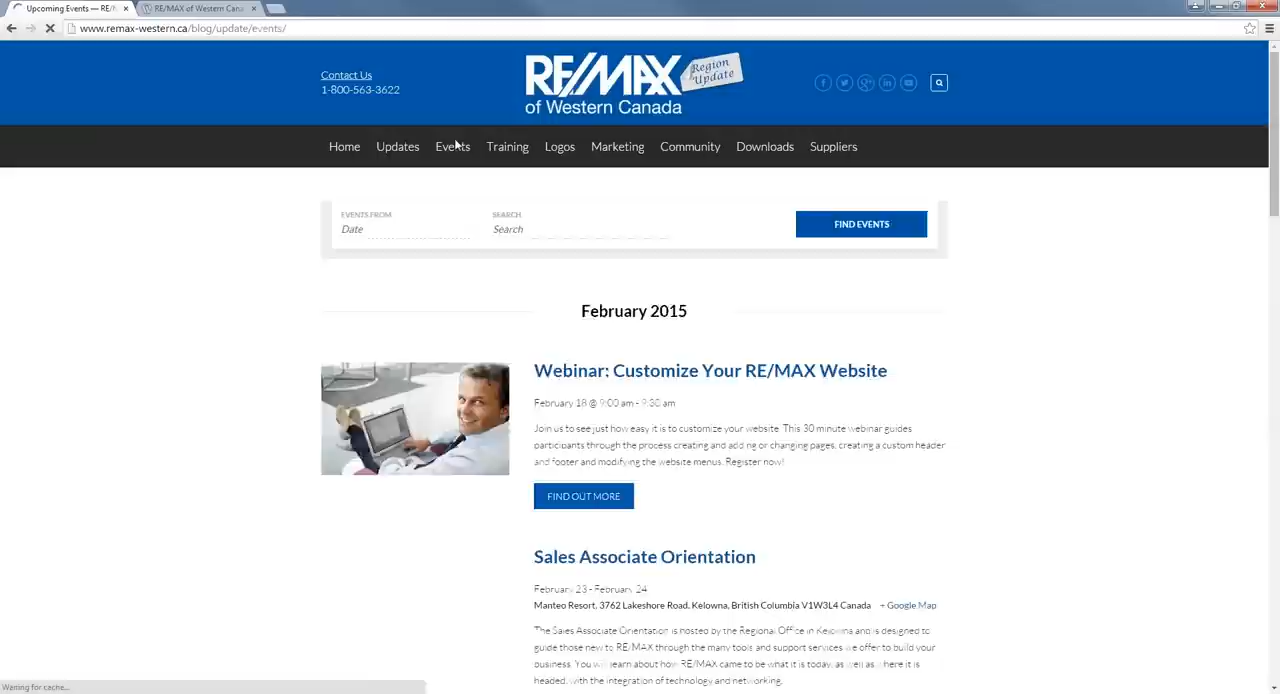 Upcoming Events — RE/M
RE/MAX of Western Cana
www.remax-western.ca/blog/update/events/
Contact Us
1-800-563-3622
RE/MAX
of Western Canada
Region
Update
Home Updates Events Training Logos Marketing Community Downloads Suppliers
EVENTS FROM
Date
SEARCH
Search
FIND EVENTS
February 2015
Webinar: Customize Your RE/MAX Website
February 18 @ 9:00 am - 9:30 am
Join us to see just how easy it is to customize your website. This 30 minute webinar guides
participants through the process creating and adding or changing pages, creating a custom header
and footer and modifying the website menus. Register now!
FIND OUT MORE
Sales Associate Orientation
February 23 - February 24
Manteo Resort, 3762 Lakeshore Road, Kelowna, British Columbia V1W3L4 Canada + Google Map
The Sales Associate Orientation is hosted by the Regional Office in Kelowna and is designed to
guide those new to RE/MAX through the many tools and support services we offer to build your
business. You will learn about how RE/MAX came to be what it is today, as well as where it is
headed, with the integration of technology and networking.
Waiting for cache...